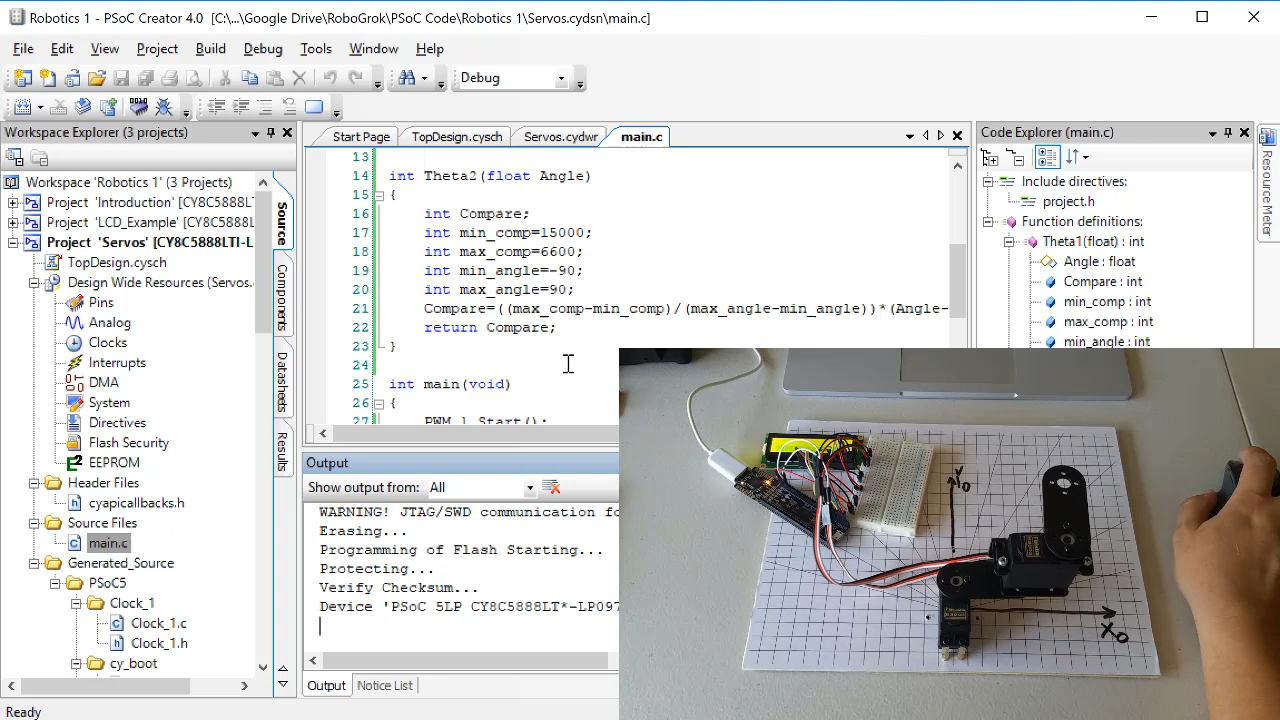 Robotics 1 - PSoC Creator 4.0 [C:\...\Google Drive\RoboGrok\PSoC Code\Robotics 1\Servos.cydsn\main.c]
File Edit View Project Build Debug Tools Window Help
Debug
Workspace Explorer (3 projects)
Workspace 'Robotics 1' (3 Projects)
Project 'Introduction' [CY8C5888LT
Project 'LCD_Example' [CY8C5888L
Project 'Servos' [CY8C5888LTI-L
TopDesign.cysch
Design Wide Resources (Servos.
Pins
Analog
Clocks
Interrupts
DMA
System
Directives
Flash Security
EEPROM
Header Files
cyapicallbacks.h
Source Files
main.c
Generated_Source
PSoC5
Clock_1
Clock_1.c
Clock_1.h
cy_boot
Source
Components
Datasheets
Results
Start Page TopDesign.cysch Servos.cydwr main.c
13
14 int Theta2(float Angle)
15 {
16 int Compare;
17 int min_comp=15000;
18 int max_comp=6600;
19 int min_angle=-90;
20 int max_angle=90;
21 Compare=((max_comp-min_comp)/(max_angle-min_angle))*(Angle-
22 return Compare;
23 }
24
25 int main(void)
26 {
27 PWM_1_Start();
Output
Show output from: All
WARNING! JTAG/SWD communication fo
Erasing...
Programming of Flash Starting...
Protecting...
Verify Checksum...
Device 'PSoC 5LP CY8C5888LT*-LP097
Output Notice List
Code Explorer (main.c)
Include directives:
project.h
Function definitions:
Theta1(float) : int
Angle : float
Compare : int
min_comp : int
max_comp : int
min_angle : int
Resource Meter
Y0
X0
Ready